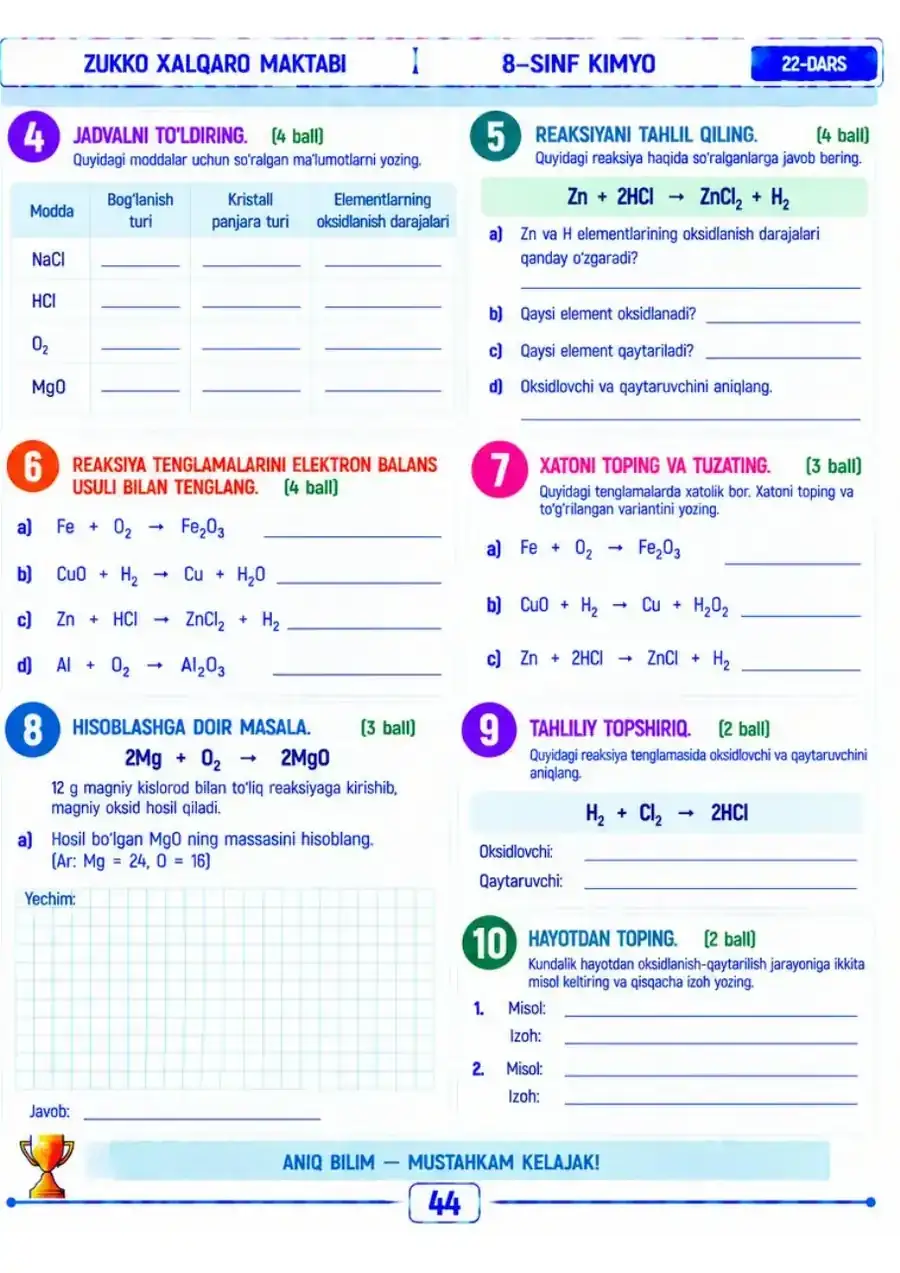 ZUKKO XALQARO MAKTABI
8–SINF KIMYO
22-DARS
4 JADVALNI TO'LDIRING. (4 ball)
Quyidagi moddalar uchun so'ralgan ma'lumotlarni yozing.
Modda Bog'lanish turi Kristall panjara turi Elementlarning oksidlanish darajalari
NaCl
HCl
O₂
MgO
5 REAKSIYANI TAHLIL QILING. (4 ball)
Quyidagi reaksiya haqida so'ralganlarga javob bering.
Zn + 2HCl → ZnCl₂ + H₂
a) Zn va H elementlarining oksidlanish darajalari
qanday o'zgaradi?
b) Qaysi element oksidlanadi?
c) Qaysi element qaytariladi?
d) Oksidlovchi va qaytaruvchini aniqlang.
6 REAKSIYA TENGLAMALARINI ELEKTRON BALANS
USULI BILAN TENGLANG. (4 ball)
a) Fe + O₂ → Fe₂O₃
b) CuO + H₂ → Cu + H₂O
c) Zn + HCl → ZnCl₂ + H₂
d) Al + O₂ → Al₂O₃
7 XATONI TOPING VA TUZATING. (3 ball)
Quyidagi tenglamalarda xatolik bor. Xatoni toping va
to'g'rilangan variantini yozing.
a) Fe + O₂ → Fe₂O₃
b) CuO + H₂ → Cu + H₂O₂
c) Zn + 2HCl → ZnCl + H₂
8 HISOBLASHGA DOIR MASALA. (3 ball)
2Mg + O₂ → 2MgO
12 g magniy kislorod bilan to'liq reaksiyaga kirishib,
magniy oksid hosil qiladi.
a) Hosil bo'lgan MgO ning massasini hisoblang.
(Ar: Mg = 24, O = 16)
Yechim:
Javob:
9 TAHLILIY TOPSHIRIQ. (2 ball)
Quyidagi reaksiya tenglamasida oksidlovchi va qaytaruvchini
aniqlang.
H₂ + Cl₂ → 2HCl
Oksidlovchi:
Qaytaruvchi:
10 HAYOTDAN TOPING. (2 ball)
Kundalik hayotdan oksidlanish-qaytarilish jarayoniga ikkita
misol keltiring va qisqacha izoh yozing.
1. Misol:
Izoh:
2. Misol:
Izoh:
ANIQ BILIM — MUSTAHKAM KELAJAK!
44